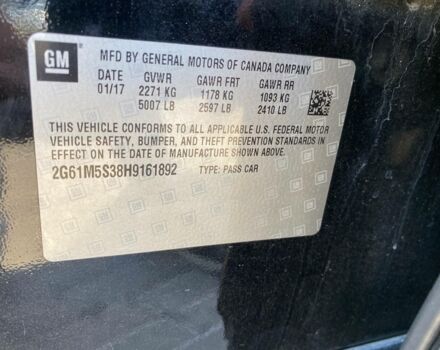 GM
MFD BY GENERAL MOTORS OF CANADA COMPANY
DATE GVWR GAWR FRT GAWR RR
01/17 2271 KG 1178 KG 1093 KG
5007 LB 2597 LB 2410 LB
THIS VEHICLE CONFORMS TO ALL APPLICABLE U.S. FEDERAL MOTOR
VEHICLE SAFETY, BUMPER, AND THEFT PREVENTION STANDARDS
IN EFFECT ON THE DATE OF MANUFACTURE SHOWN ABOVE.
2G61M5S38H9161892 TYPE: PASS CAR